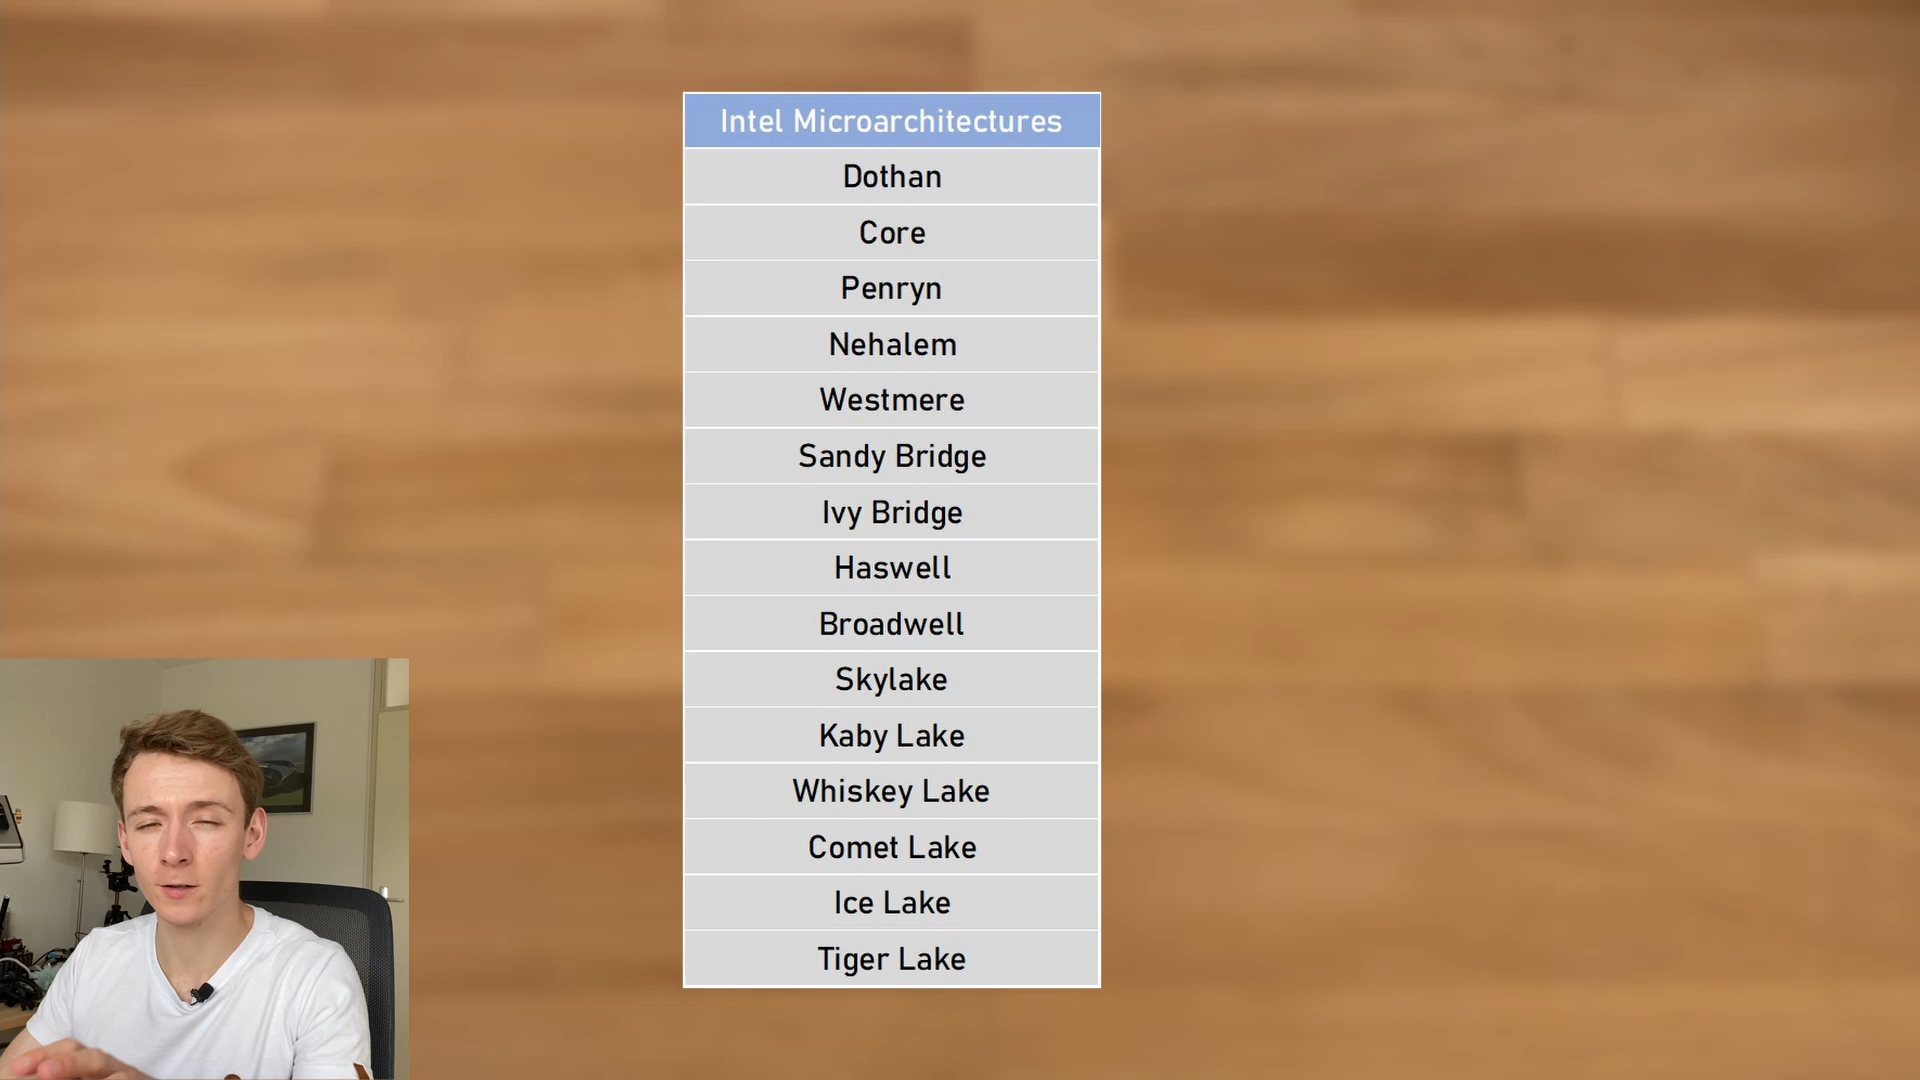 Intel Microarchitectures
Dothan
Core
Penryn
Nehalem
Westmere
Sandy Bridge
Ivy Bridge
Haswell
Broadwell
Skylake
Kaby Lake
Whiskey Lake
Comet Lake
Ice Lake
Tiger Lake